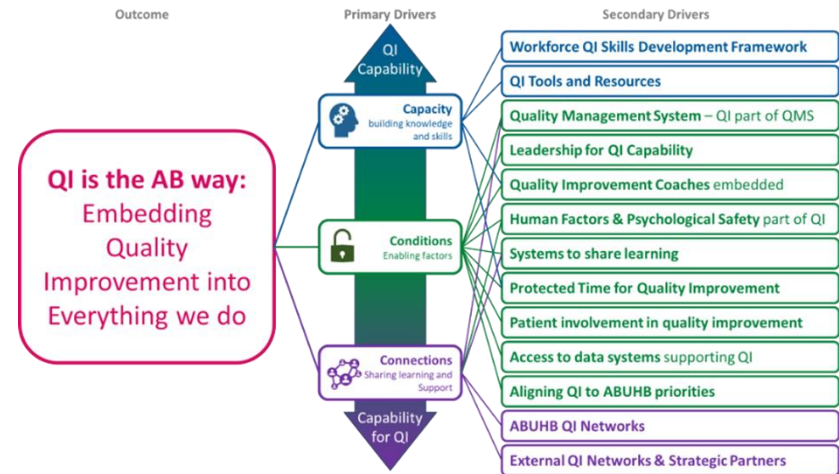 Outcome
Primary Drivers
Secondary Drivers
QI is the AB way:
Embedding
Quality
Improvement into
Everything we do
QI
Capability
Capacity
building knowledge
and skills
Conditions
Enabling factors
Connections
Sharing learning and
Support
Capability
for QI
Workforce QI Skills Development Framework
QI Tools and Resources
Quality Management System – QI part of QMS
Leadership for QI Capability
Quality Improvement Coaches embedded
Human Factors & Psychological Safety part of QI
Systems to share learning
Protected Time for Quality Improvement
Patient involvement in quality improvement
Access to data systems supporting QI
Aligning QI to ABUHB priorities
ABUHB QI Networks
External QI Networks & Strategic Partners